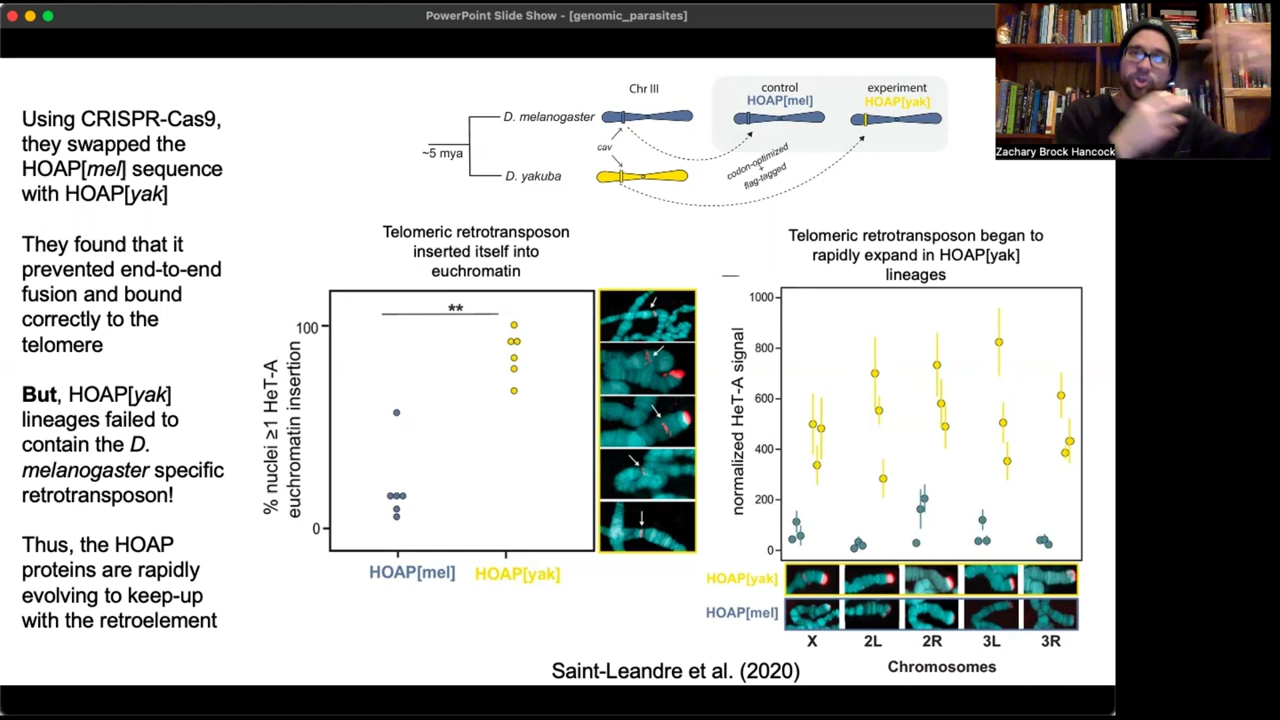 PowerPoint Slide Show - [genomic_parasites]
Zachary Brock Hancock
Using CRISPR-Cas9,
they swapped the
HOAP[mel] sequence
with HOAP[yak]
They found that it
prevented end-to-end
fusion and bound
correctly to the
telomere
But, HOAP[yak]
lineages failed to
contain the D.
melanogaster specific
retrotransposon!
Thus, the HOAP
proteins are rapidly
evolving to keep-up
with the retroelement
Chr III
control
HOAP[mel]
experiment
HOAP[yak]
D. melanogaster
~5 mya
cav
D. yakuba
codon-optimized
+
flag-tagged
Telomeric retrotransposon
inserted itself into
euchromatin
% nuclei ≥1 HeT-A
euchromatin insertion
100
0
**
HOAP[mel]
HOAP[yak]
Telomeric retrotransposon began to
rapidly expand in HOAP[yak]
lineages
normalized HeT-A signal
1000
800
600
400
200
0
HOAP[yak]
HOAP[mel]
X 2L 2R 3L 3R
Chromosomes
Saint-Leandre et al. (2020)